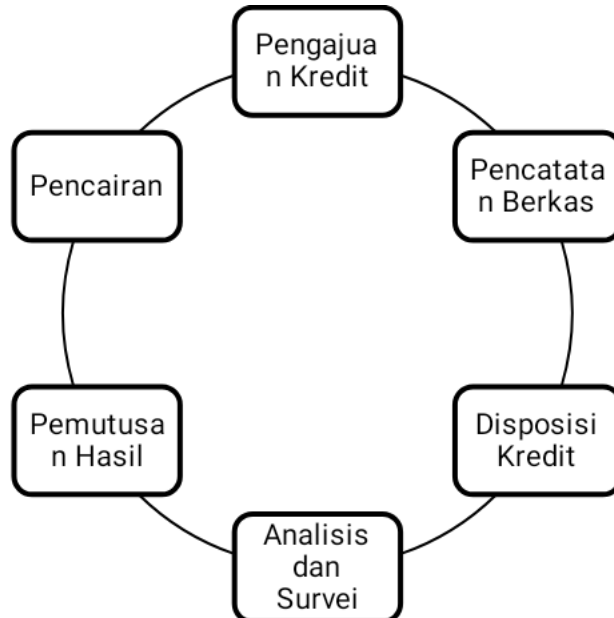 Pengajua
n Kredit
Pencatata
n Berkas
Disposisi
Kredit
Analisis
dan
Survei
Pemutusa
n Hasil
Pencairan